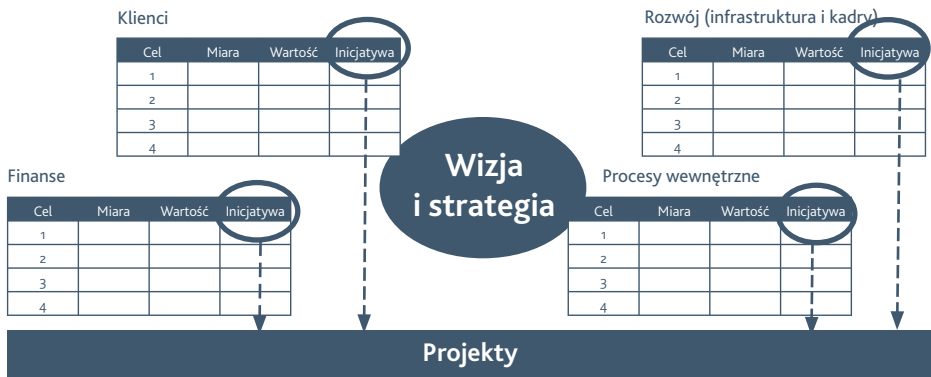 Klienci
Cel Miara Wartość Inicjatywa
1
2
3
4
Rozwój (infrastruktura i kadry)
Cel Miara Wartość Inicjatywa
1
2
3
4
Wizja
i strategia
Finanse
Cel Miara Wartość Inicjatywa
1
2
3
4
Procesy wewnętrzne
Cel Miara Wartość Inicjatywa
1
2
3
4
Projekty